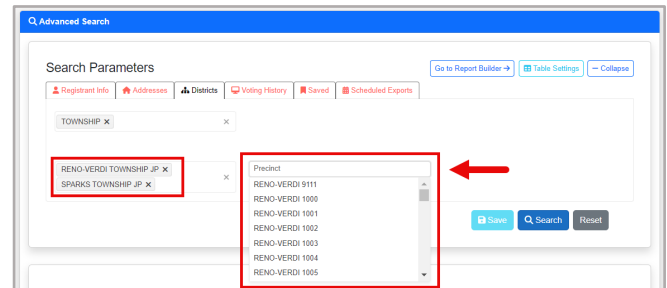 Advanced Search
Search Parameters
Go to Report Builder →
Table Settings
− Collapse
Registrant Info
Addresses
Districts
Voting History
Saved
Scheduled Exports
TOWNSHIP × ×
RENO-VERDI TOWNSHIP JP ×
SPARKS TOWNSHIP JP ×
×
Precinct
RENO-VERDI 9111
RENO-VERDI 1000
RENO-VERDI 1001
RENO-VERDI 1002
RENO-VERDI 1003
RENO-VERDI 1004
RENO-VERDI 1005
Save
Search
Reset